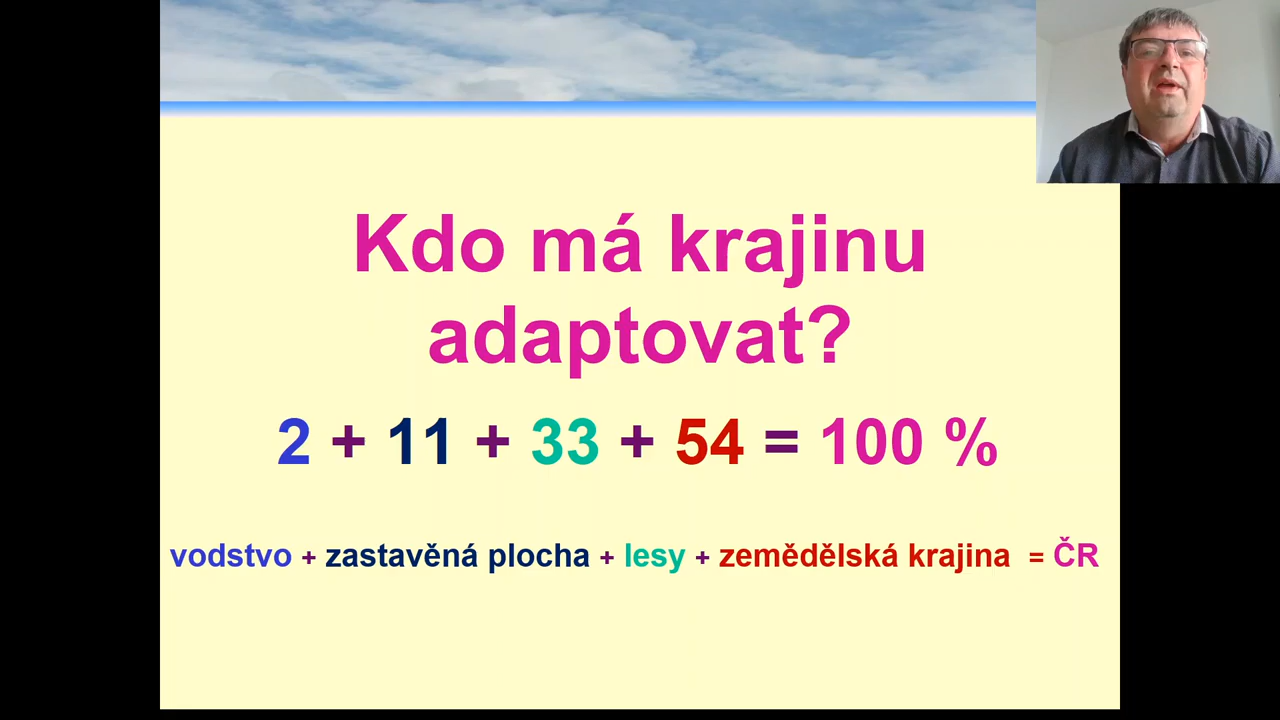 Kdo má krajinu
adaptovat?
2 + 11 + 33 + 54 = 100 %
vodstvo + zastavěná plocha + lesy + zemědělská krajina = ČR